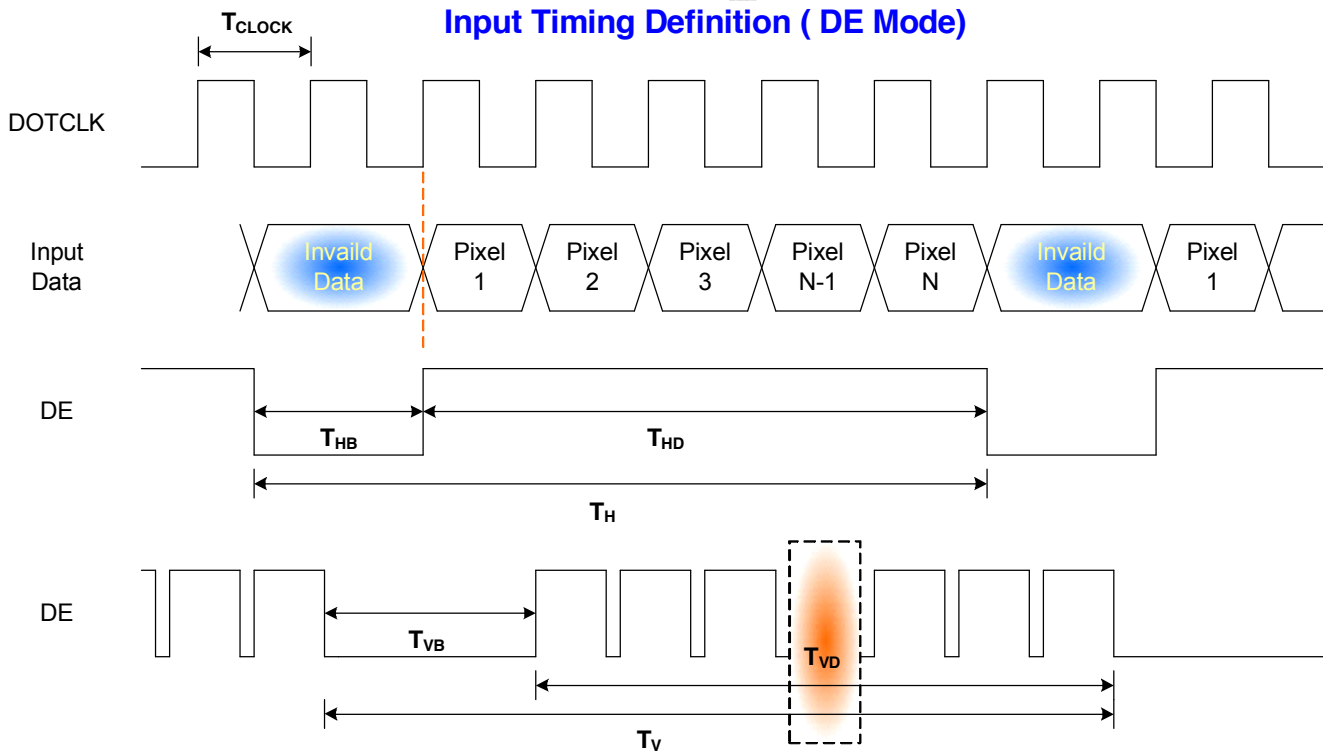 Input Timing Definition ( DE Mode)
TCLOCK
DOTCLK
Input
Data
Invaild
Data
Pixel
1
Pixel
2
Pixel
3
Pixel
N-1
Pixel
N
Invaild
Data
Pixel
1
DE
THB
THD
TH
DE
TVB
TVD
TV